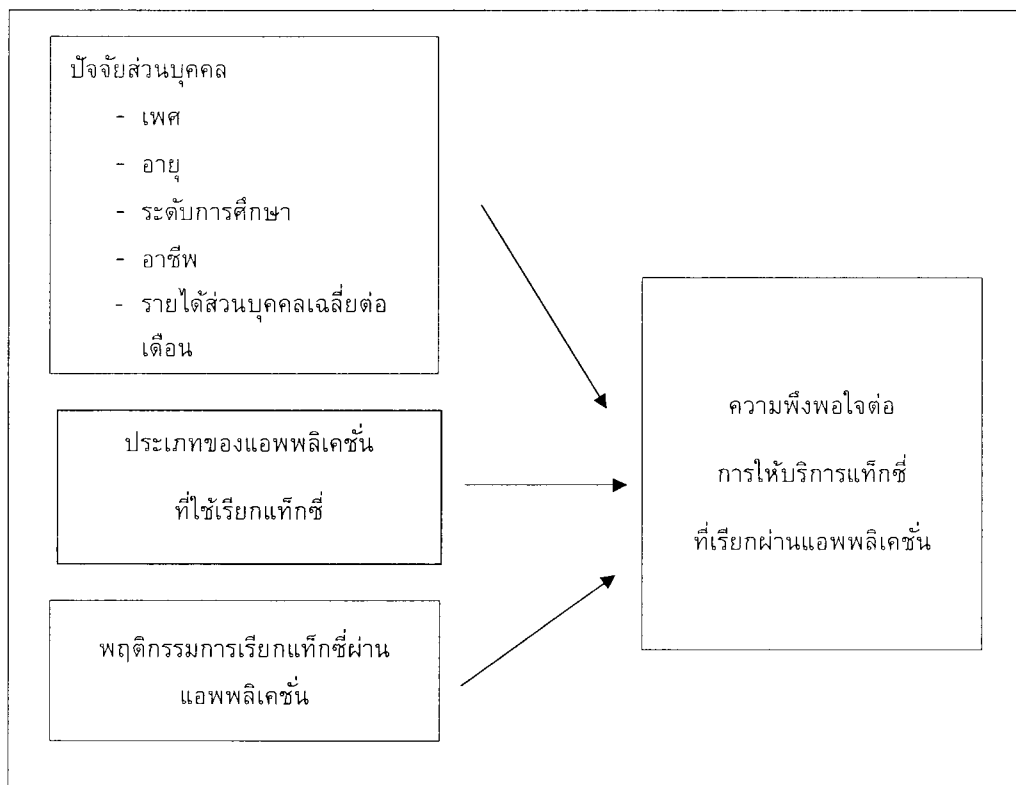 ปัจจัยส่วนบุคคล
- เพศ
- อายุ
- ระดับการศึกษา
- อาชีพ
- รายได้ส่วนบุคคลเฉลี่ยต่อ
เดือน
ประเภทของแอพพลิเคชั่น
ที่ใช้เรียกแท็กซี่
พฤติกรรมการเรียกแท็กซี่ผ่าน
แอพพลิเคชั่น
ความพึงพอใจต่อ
การให้บริการแท็กซี่
ที่เรียกผ่านแอพพลิเคชั่น